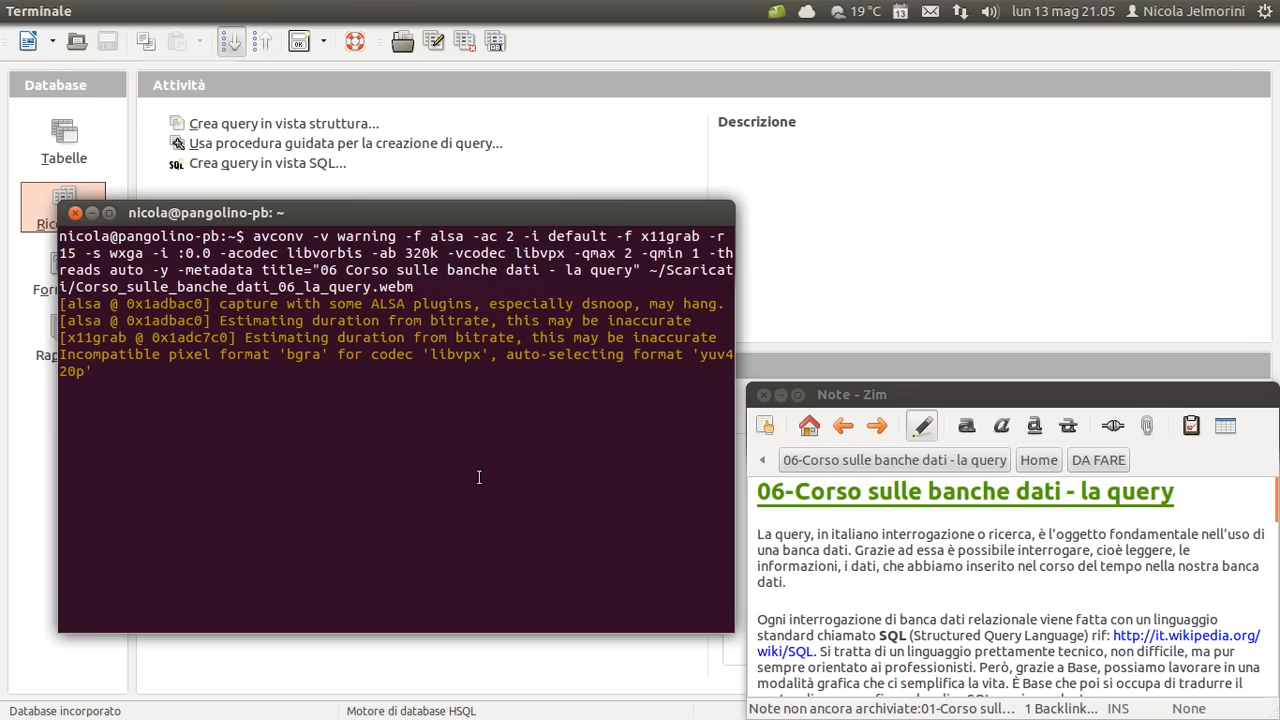 Terminale
19 °C
13
lun 13 mag 21.05
Nicola Jelmorini
OK
Database
Attività
Crea query in vista struttura...
Usa procedura guidata per la creazione di query...
SQL Crea query in vista SQL...
Descrizione
Tabelle
nicola@pangolino-pb: ~
nicola@pangolino-pb:~$ avconv -v warning -f alsa -ac 2 -i default -f x11grab -r
15 -s wxga -i :0.0 -acodec libvorbis -ab 320k -vcodec libvpx -qmax 2 -qmin 1 -th
reads auto -y -metadata title="06 Corso sulle banche dati - la query" ~/Scaricat
i/Corso_sulle_banche_dati_06_la_query.webm
[alsa @ 0x1adbac0] capture with some ALSA plugins, especially dsnoop, may hang.
[alsa @ 0x1adbac0] Estimating duration from bitrate, this may be inaccurate
[x11grab @ 0x1adc7c0] Estimating duration from bitrate, this may be inaccurate
Incompatible pixel format 'bgra' for codec 'libvpx', auto-selecting format 'yuv4
20p'
Note - Zim
06-Corso sulle banche dati - la query
Home
DA FARE
06-Corso sulle banche dati - la query
La query, in italiano interrogazione o ricerca, è l'oggetto fondamentale nell'uso di
una banca dati. Grazie ad essa è possibile interrogare, cioè leggere, le
informazioni, i dati, che abbiamo inserito nel corso del tempo nella nostra banca
dati.
Ogni interrogazione di banca dati relazionale viene fatta con un linguaggio
standard chiamato SQL (Structured Query Language) rif: http://it.wikipedia.org/
wiki/SQL. Si tratta di un linguaggio prettamente tecnico, non difficile, ma pur
sempre orientato ai professionisti. Però, grazie a Base, possiamo lavorare in una
modalità grafica che ci semplifica la vita. È Base che poi si occupa di tradurre il
Note non ancora archiviate:01-Corso sull...
1 Backlink...
INS
None
Database incorporato
Motore di database HSQL